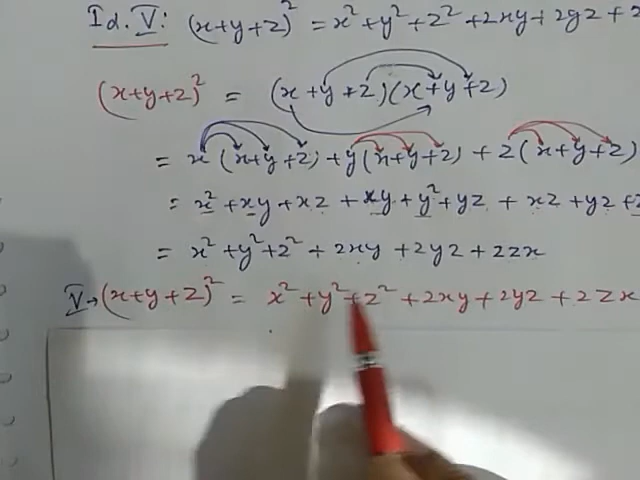 Id. V: (x+y+z)² = x²+y²+z²+2xy+2yz+2
(x+y+z)² = (x+y+z)(x+y+z)
= x(x+y+z)+y(x+y+z)+z(x+y+z)
= x²+xy+xz+xy+y²+yz+xz+yz+z
= x²+y²+z²+2xy+2yz+2zx
V→(x+y+z)² = x²+y²+z²+2xy+2yz+2zx